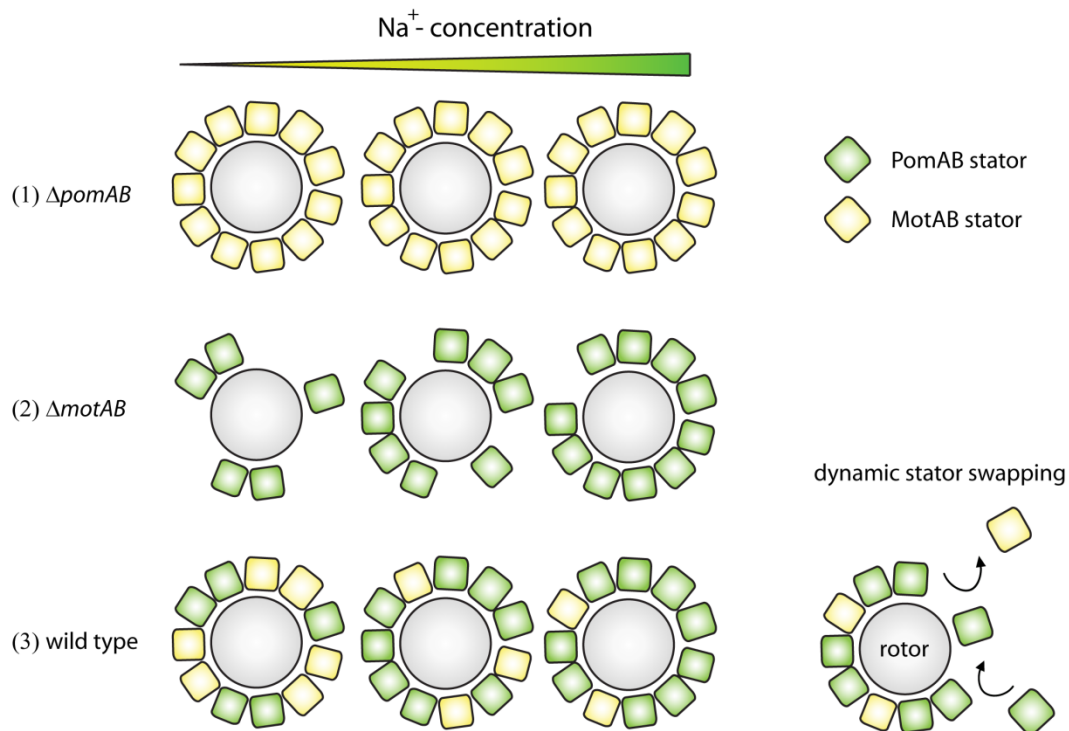 Na⁺- concentration
(1) ΔpomAB
PomAB stator
MotAB stator
(2) ΔmotAB
dynamic stator swapping
(3) wild type
rotor